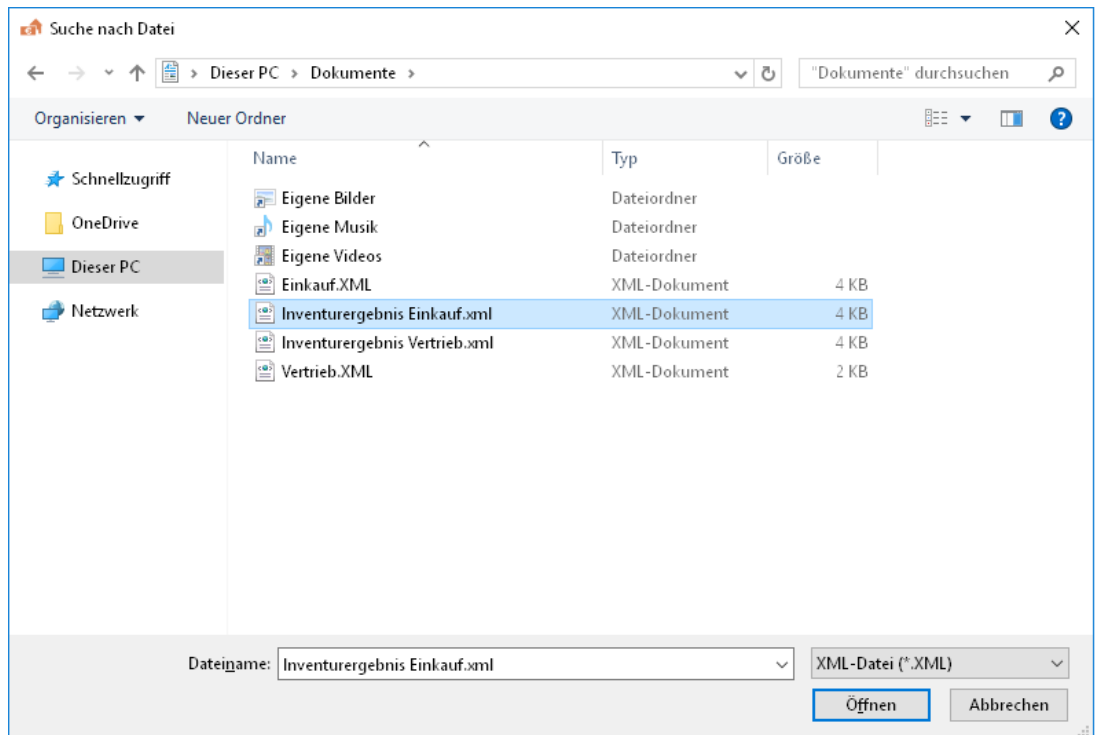 Suche nach Datei
Dieser PC > Dokumente >
"Dokumente" durchsuchen
Organisieren
Neuer Ordner
Name Typ Größe
Schnellzugriff
OneDrive
Dieser PC
Netzwerk
Eigene Bilder Dateiordner
Eigene Musik Dateiordner
Eigene Videos Dateiordner
Einkauf.XML XML-Dokument 4 KB
Inventurergebnis Einkauf.xml XML-Dokument 4 KB
Inventurergebnis Vertrieb.xml XML-Dokument 4 KB
Vertrieb.XML XML-Dokument 2 KB
Dateiname: Inventurergebnis Einkauf.xml XML-Datei (*.XML)
Öffnen Abbrechen